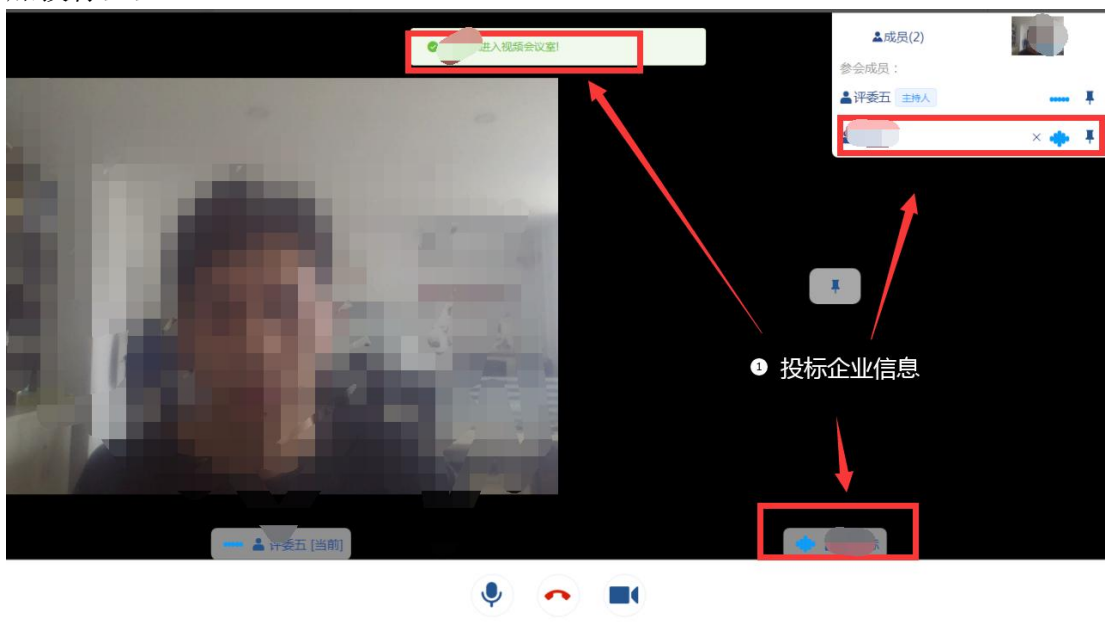 进入视频会议室!
成员(2)
参会成员：
评委五 主持人
×
1 投标企业信息
评委五 [当前]